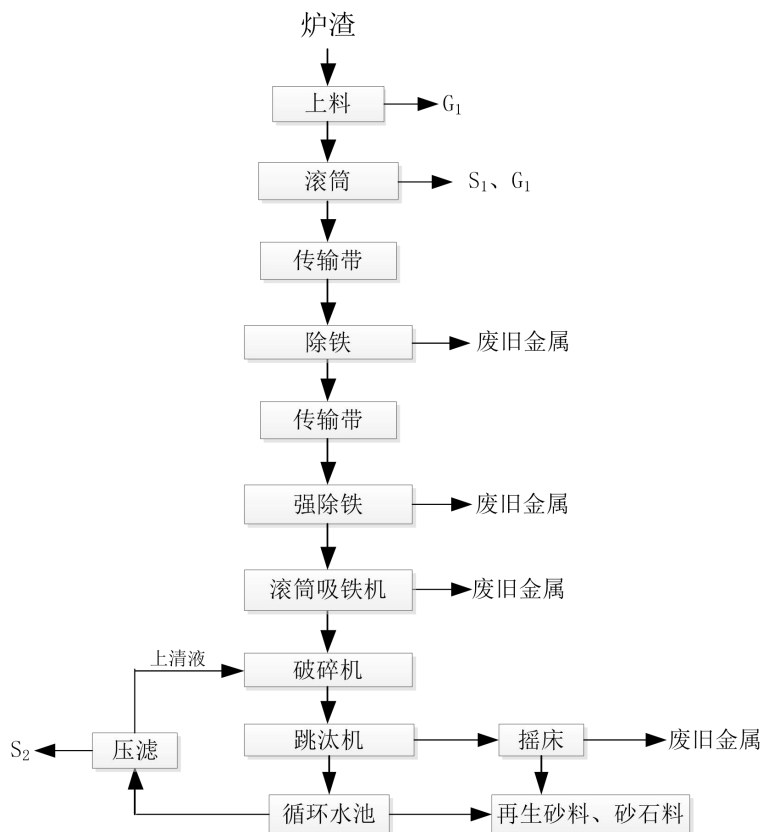 炉渣
上料
G₁
滚筒
S₁、G₁
传输带
除铁
废旧金属
传输带
强除铁
废旧金属
滚筒吸铁机
废旧金属
上清液
破碎机
S₂
压滤
跳汰机
摇床
废旧金属
循环水池
再生砂料、砂石料